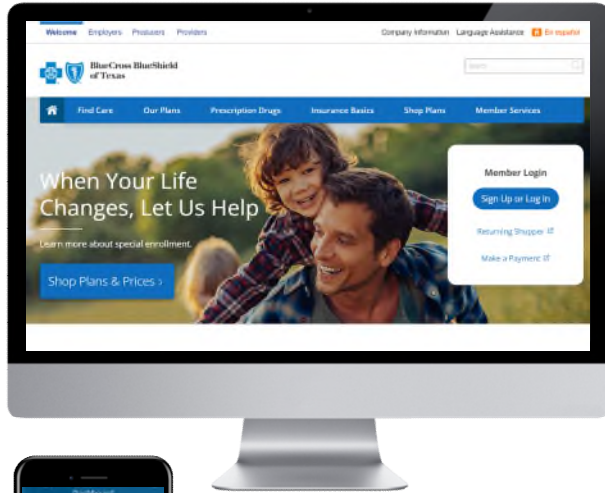 Welcome Employers Producers Providers Company Information Language Assistance En español
BlueCross BlueShield
of Texas
Search
Find Care Our Plans Prescription Drugs Insurance Basics Shop Plans Member Services
When Your Life
Changes, Let Us Help
Learn more about special enrollment.
Shop Plans & Prices ›
Member Login
Sign Up or Log In
Returning Shopper
Make a Payment